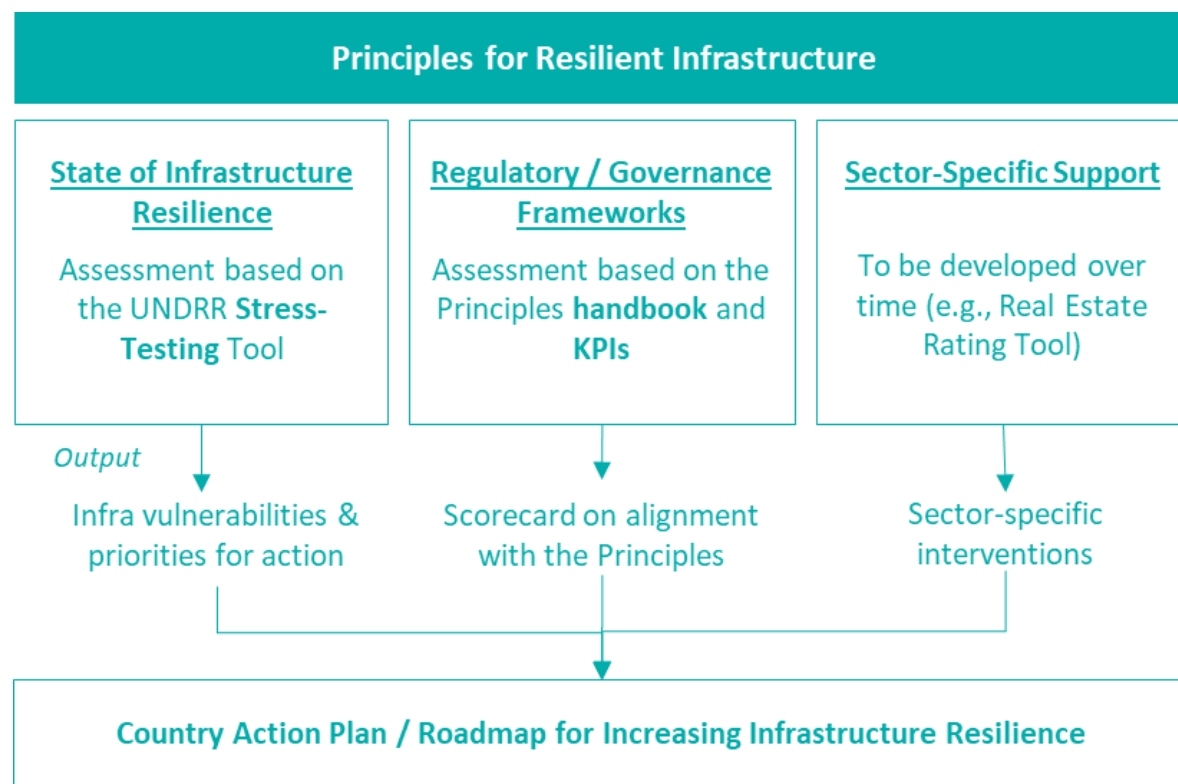 Principles for Resilient Infrastructure
State of Infrastructure
Resilience
Assessment based on
the UNDRR Stress-
Testing Tool
Regulatory / Governance
Frameworks
Assessment based on the
Principles handbook and
KPIs
Sector-Specific Support
To be developed over
time (e.g., Real Estate
Rating Tool)
Output
Infra vulnerabilities &
priorities for action
Scorecard on alignment
with the Principles
Sector-specific
interventions
Country Action Plan / Roadmap for Increasing Infrastructure Resilience